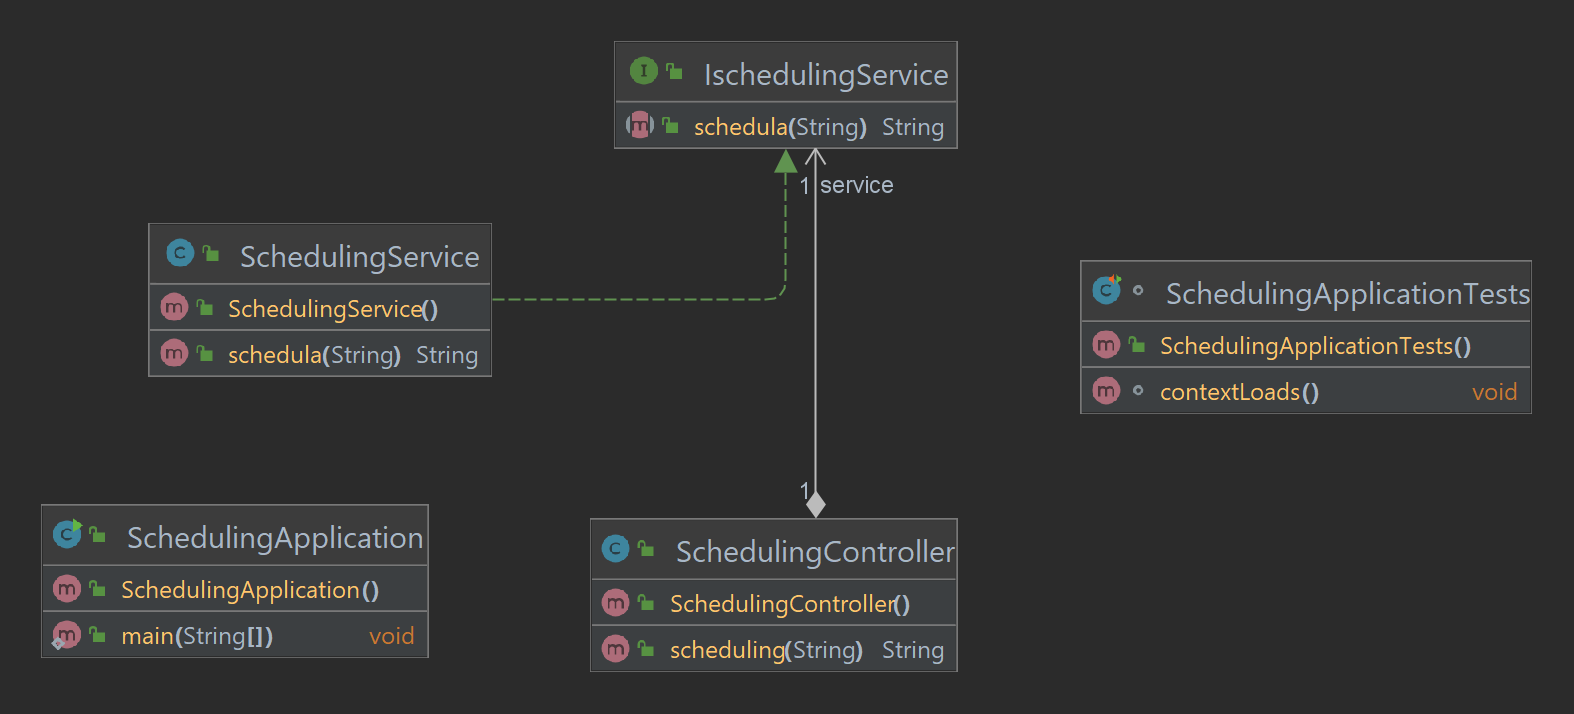 I IschedulingService
m schedula(String) String
1 service
C SchedulingService
m SchedulingService()
m schedula(String) String
C SchedulingApplicationTests
m SchedulingApplicationTests()
m contextLoads() void
1
C SchedulingApplication
m SchedulingApplication()
m main(String[]) void
C SchedulingController
m SchedulingController()
m scheduling(String) String